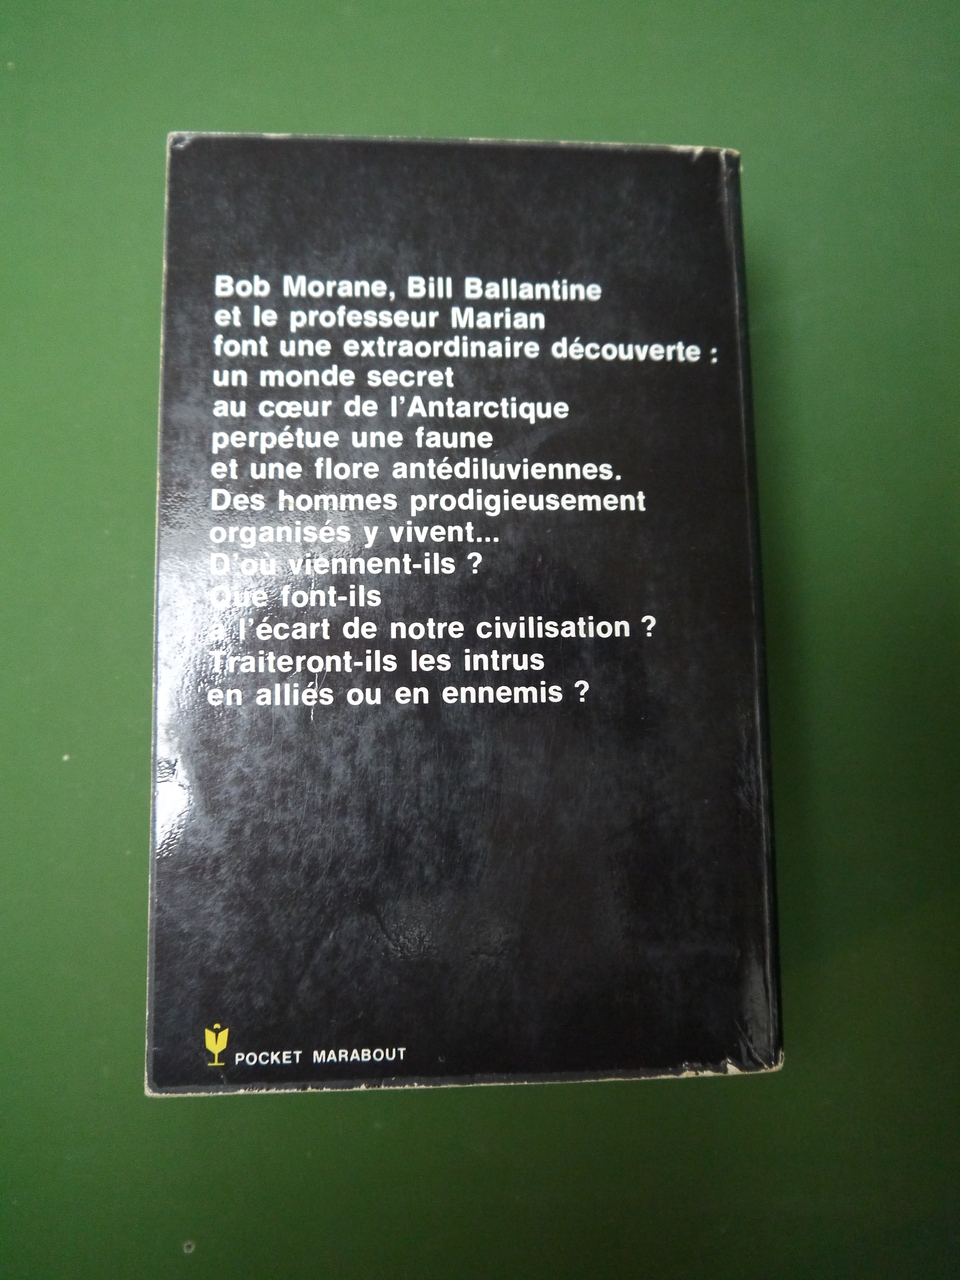 Bob Morane, Bill Ballantine
et le professeur Marian
font une extraordinaire découverte :
un monde secret
au cœur de l'Antarctique
perpétue une faune
et une flore antédiluviennes.
Des hommes prodigieusement
organisés y vivent...
D'où viennent-ils ?
Que font-ils
à l'écart de notre civilisation ?
Traiteront-ils les intrus
en alliés ou en ennemis ?
POCKET MARABOUT